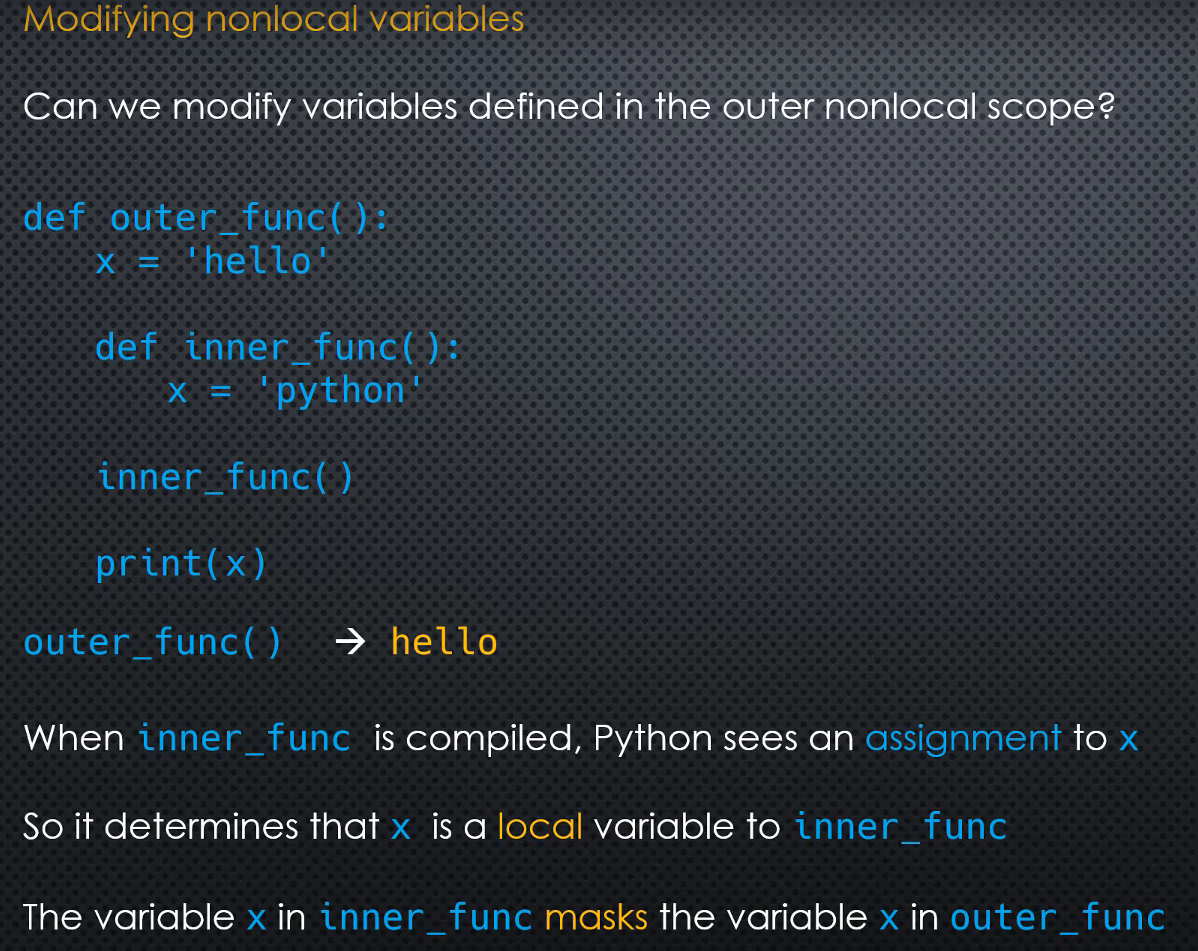 Modifying nonlocal variables
Can we modify variables defined in the outer nonlocal scope?
def outer_func():
    x = 'hello'
    def inner_func():
        x = 'python'
    inner_func()
    print(x)
outer_func() → hello
When inner_func is compiled, Python sees an assignment to x
So it determines that x is a local variable to inner_func
The variable x in inner_func masks the variable x in outer_func